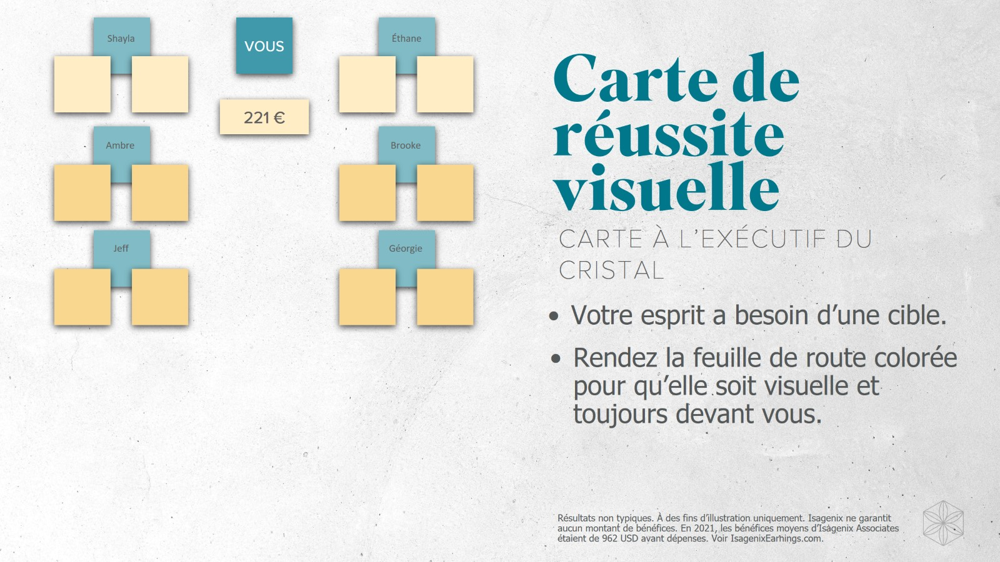 Shayla
VOUS
Éthane
221 €
Ambre
Brooke
Jeff
Géorgie
Carte de
réussite
visuelle
CARTE À L’EXÉCUTIF DU
CRISTAL
• Votre esprit a besoin d’une cible.
• Rendez la feuille de route colorée
pour qu’elle soit visuelle et
toujours devant vous.
Résultats non typiques. À des fins d’illustration uniquement. Isagenix ne garantit
aucun montant de bénéfices. En 2021, les bénéfices moyens d’Isagenix Associates
étaient de 962 USD avant dépenses. Voir IsagenixEarhings.com.